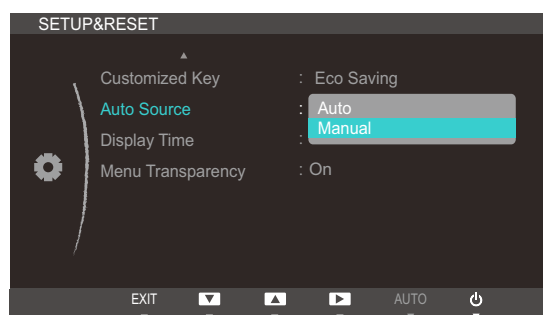 SETUP&RESET
Customized Key : Eco Saving
Auto Source : Auto
Manual
Display Time :
Menu Transparency : On
EXIT AUTO